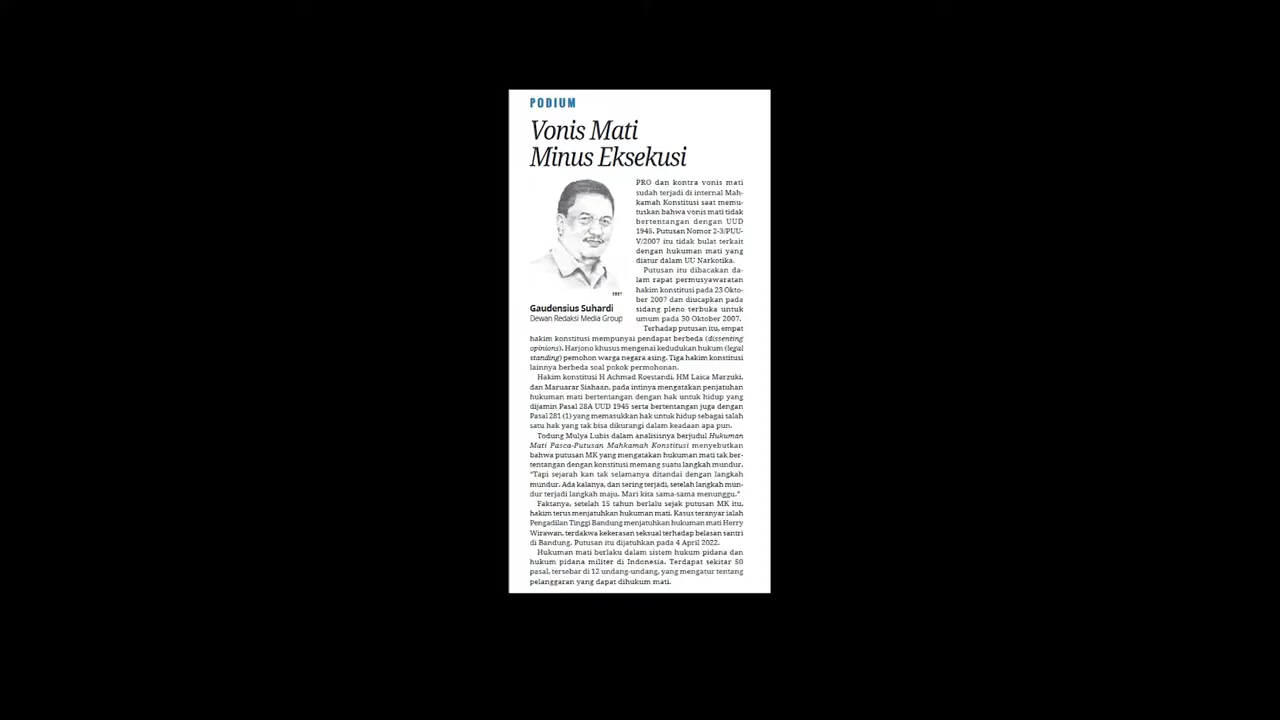 PODIUM
Vonis Mati
Minus Eksekusi
PRO dan kontra vonis mati
sudah terjadi di internal Mah-
kamah Konstitusi saat memu-
tuskan bahwa vonis mati tidak
bertentangan dengan UUD
1945. Putusan Nomor 2-3/PUU-
V/2007 itu tidak bulat terkait
dengan hukuman mati yang
diatur dalam UU Narkotika.
Putusan itu dibacakan da-
lam rapat permusyawaratan
hakim konstitusi pada 23 Okto-
ber 2007 dan diucapkan pada
sidang pleno terbuka untuk
umum pada 30 Oktober 2007.
Terhadap putusan itu, empat
Gaudensius Suhardi
Dewan Redaksi Media Group
hakim konstitusi mempunyai pendapat berbeda (dissenting
opinions). Harjono khusus mengenai kedudukan hukum (legal
standing) pemohon warga negara asing. Tiga hakim konstitusi
lainnya berbeda soal pokok permohonan.
Hakim konstitusi H Achmad Roestandi, HM Laica Marzuki,
dan Maruarar Siahaan, pada intinya mengatakan penjatuhan
hukuman mati bertentangan dengan hak untuk hidup yang
dijamin Pasal 28A UUD 1945 serta bertentangan juga dengan
Pasal 281 (1) yang memasukkan hak untuk hidup sebagai salah
satu hak yang tak bisa dikurangi dalam keadaan apa pun.
Todung Mulya Lubis dalam analisisnya berjudul Hukuman
Mati Pasca-Putusan Mahkamah Konstitusi menyebutkan
bahwa putusan MK yang mengatakan hukuman mati tak ber-
tentangan dengan konstitusi memang suatu langkah mundur.
"Tapi sejarah kan tak selamanya ditandai dengan langkah
mundur. Ada kalanya, dan sering terjadi, setelah langkah mun-
dur terjadi langkah maju. Mari kita sama-sama menunggu."
Faktanya, setelah 15 tahun berlalu sejak putusan MK itu,
hakim terus menjatuhkan hukuman mati. Kasus teranyar ialah
Pengadilan Tinggi Bandung menjatuhkan hukuman mati Herry
Wirawan, terdakwa kekerasan seksual terhadap belasan santri
di Bandung. Putusan itu dijatuhkan pada 4 April 2022.
Hukuman mati berlaku dalam sistem hukum pidana dan
hukum pidana militer di Indonesia. Terdapat sekitar 50
pasal, tersebar di 12 undang-undang, yang mengatur tentang
pelanggaran yang dapat dihukum mati.